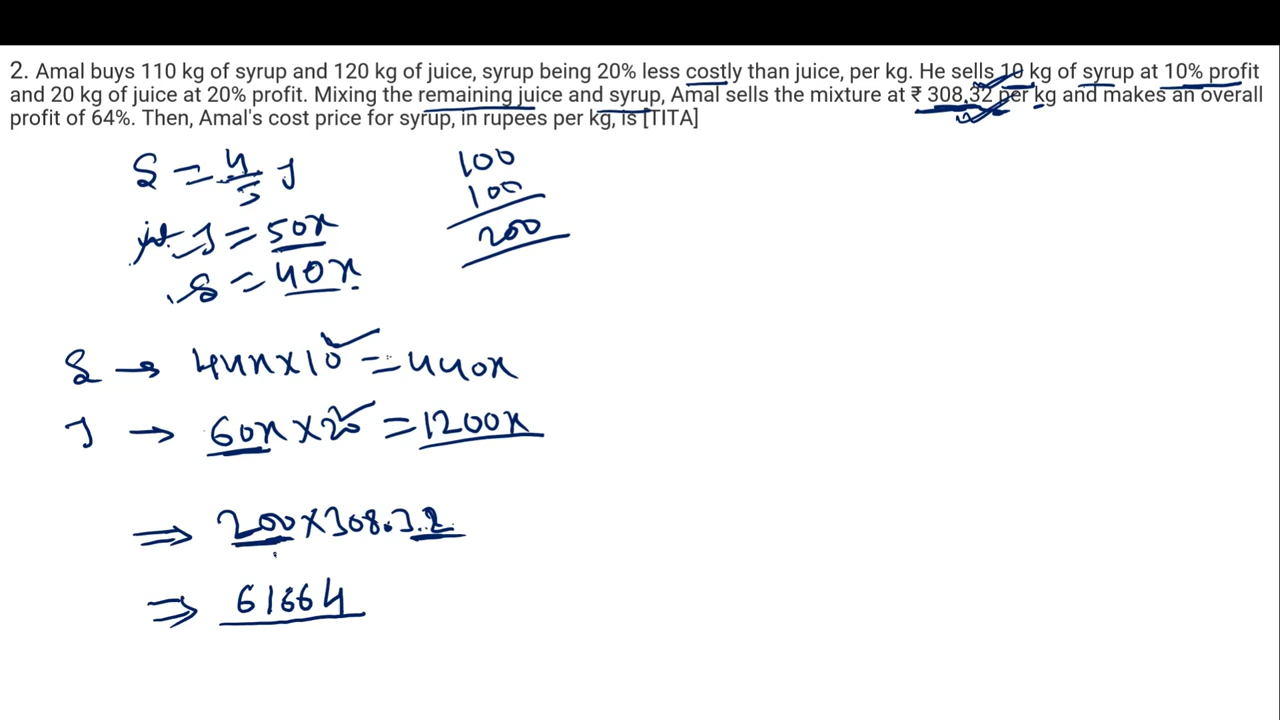 2. Amal buys 110 kg of syrup and 120 kg of juice, syrup being 20% less costly than juice, per kg. He sells 10 kg of syrup at 10% profit
and 20 kg of juice at 20% profit. Mixing the remaining juice and syrup, Amal sells the mixture at ₹ 308.32 per kg and makes an overall
profit of 64%. Then, Amal's cost price for syrup, in rupees per kg, is [TITA]
S = 4/5 J
J = 50x
S = 40x
100
100
200
S → 44x × 10 = 440x
J → 60x × 20 = 1200x
⇒ 200 × 308.32
⇒ 61664